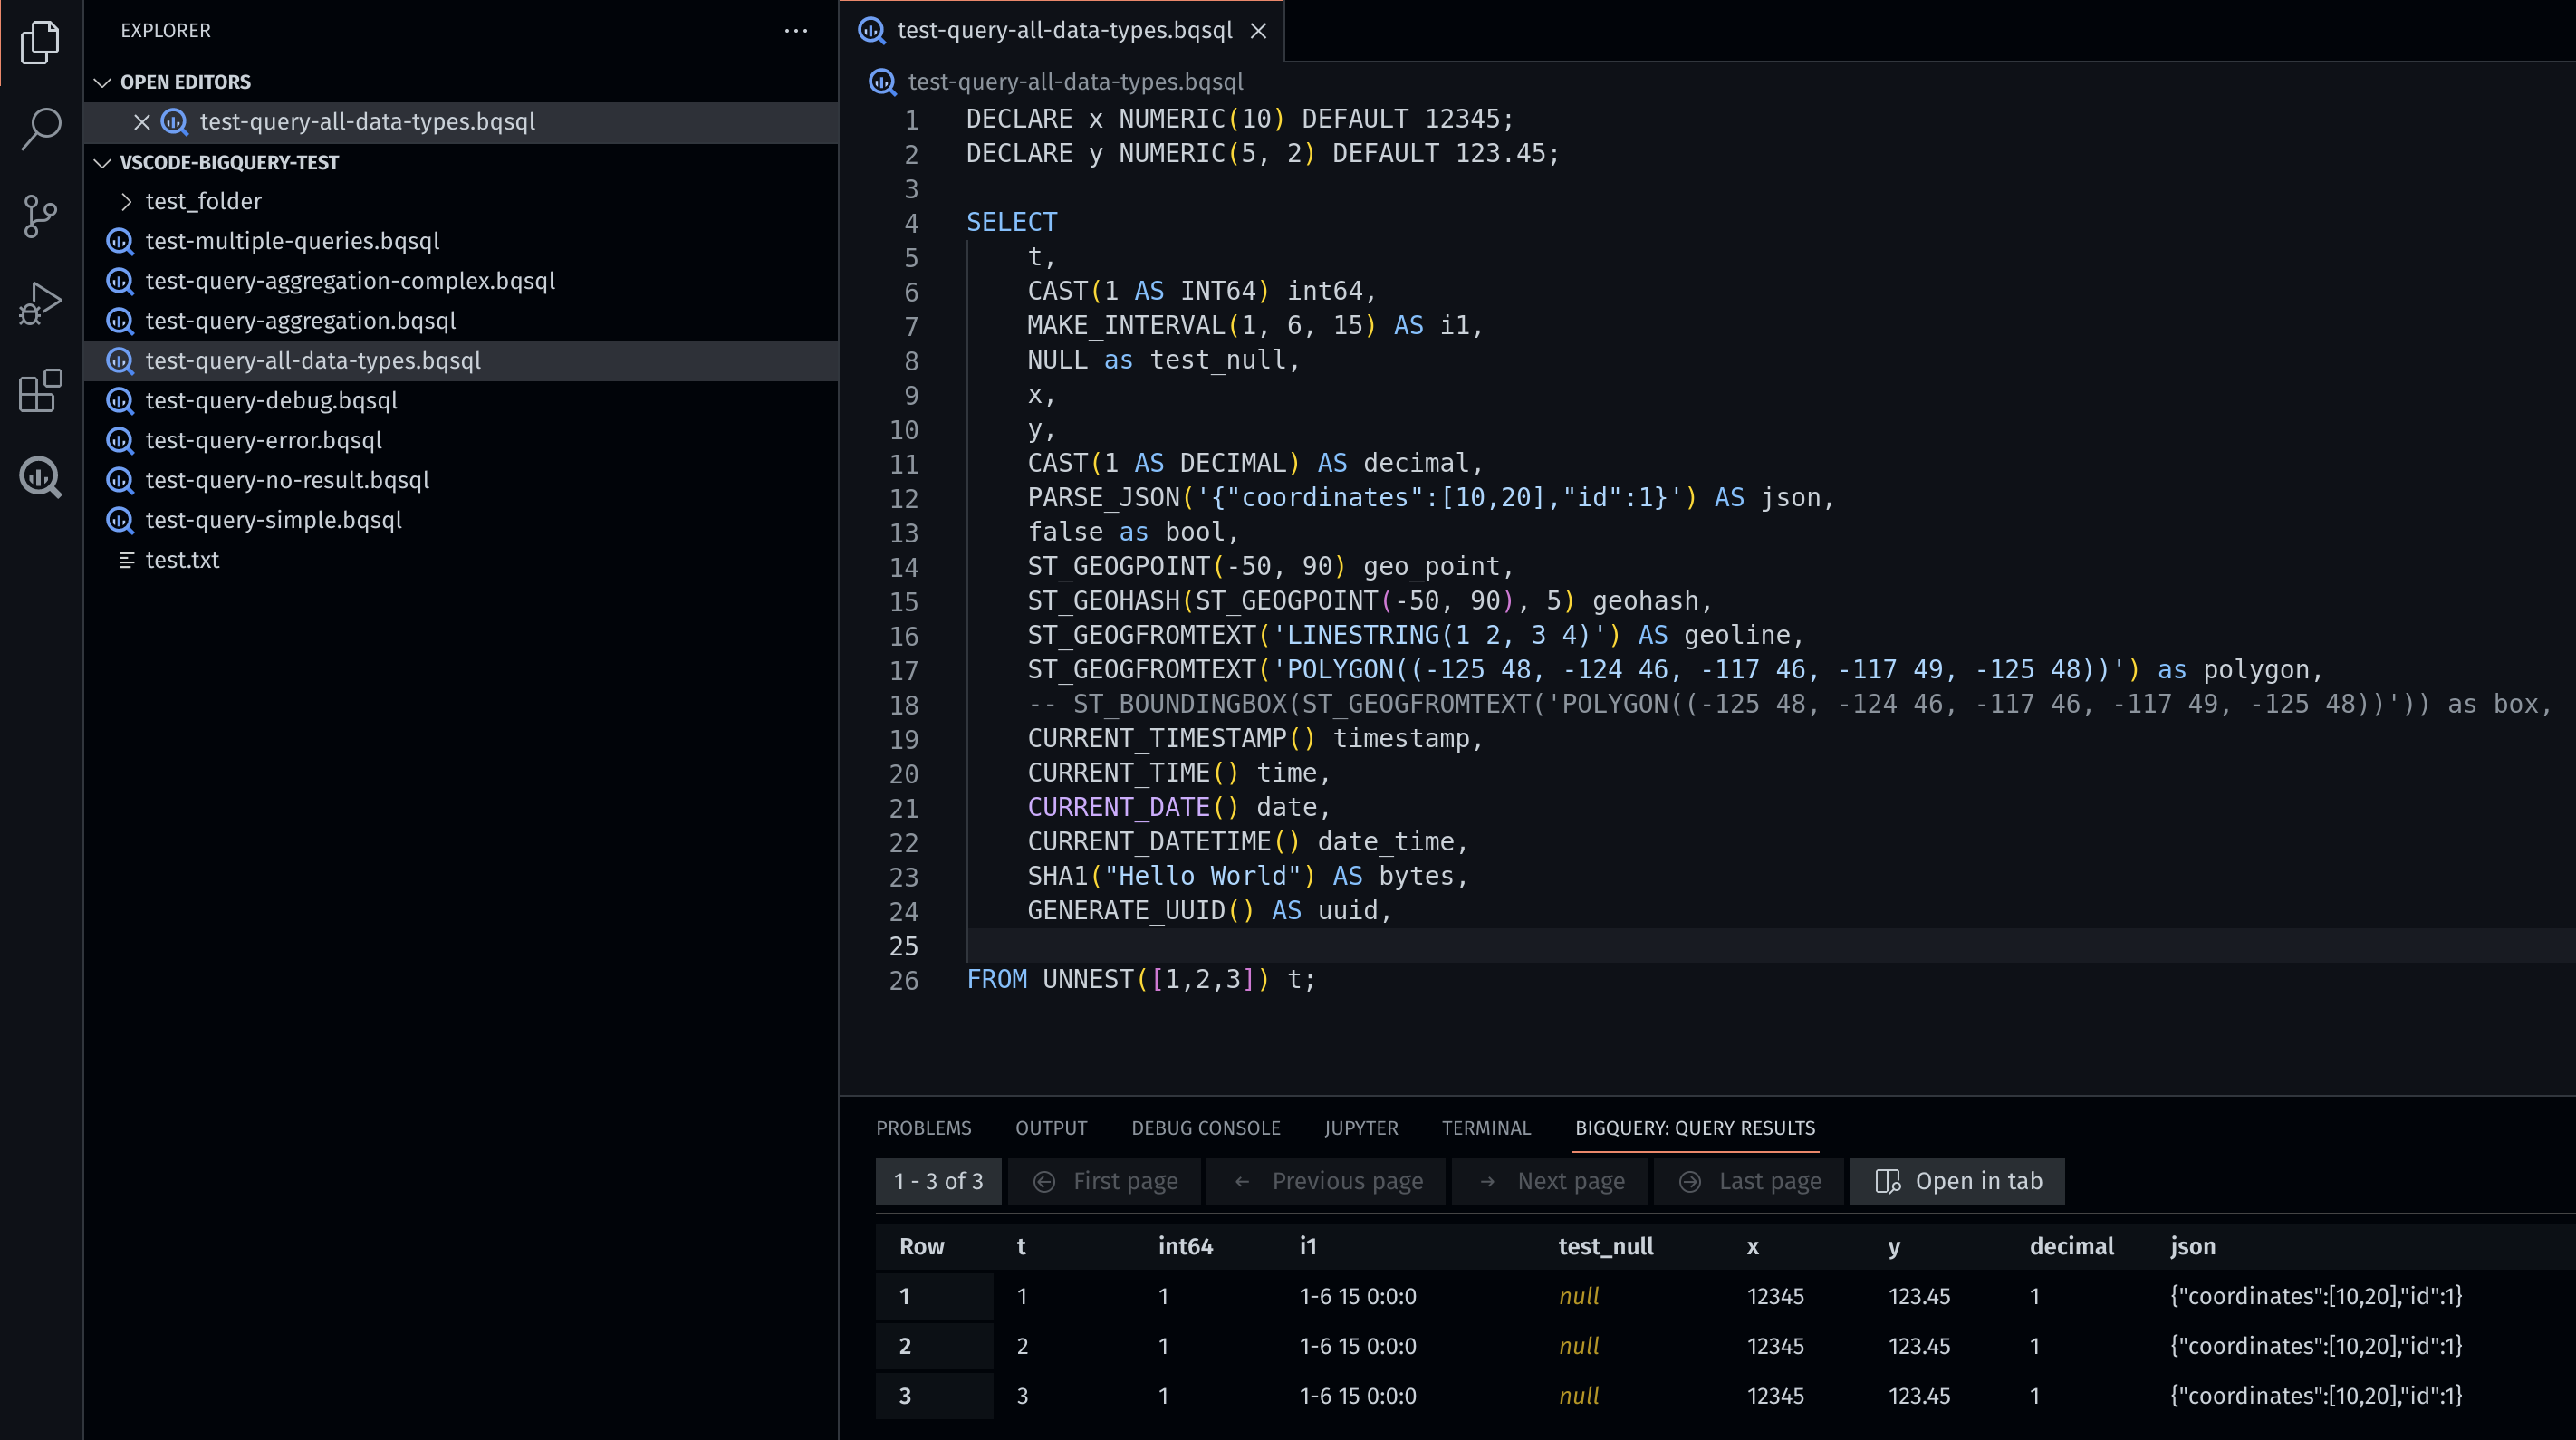 EXPLORER
OPEN EDITORS
test-query-all-data-types.bqsql
VSCODE-BIGQUERY-TEST
test_folder
test-multiple-queries.bqsql
test-query-aggregation-complex.bqsql
test-query-aggregation.bqsql
test-query-all-data-types.bqsql
test-query-debug.bqsql
test-query-error.bqsql
test-query-no-result.bqsql
test-query-simple.bqsql
test.txt
test-query-all-data-types.bqsql
test-query-all-data-types.bqsql
1 DECLARE x NUMERIC(10) DEFAULT 12345;
2 DECLARE y NUMERIC(5, 2) DEFAULT 123.45;
3
4 SELECT
5 t,
6 CAST(1 AS INT64) int64,
7 MAKE_INTERVAL(1, 6, 15) AS i1,
8 NULL as test_null,
9 x,
10 y,
11 CAST(1 AS DECIMAL) AS decimal,
12 PARSE_JSON('{"coordinates":[10,20],"id":1}') AS json,
13 false as bool,
14 ST_GEOGPOINT(-50, 90) geo_point,
15 ST_GEOHASH(ST_GEOGPOINT(-50, 90), 5) geohash,
16 ST_GEOGFROMTEXT('LINESTRING(1 2, 3 4)') AS geoline,
17 ST_GEOGFROMTEXT('POLYGON((-125 48, -124 46, -117 46, -117 49, -125 48))') as polygon,
18 -- ST_BOUNDINGBOX(ST_GEOGFROMTEXT('POLYGON((-125 48, -124 46, -117 46, -117 49, -125 48))')) as box,
19 CURRENT_TIMESTAMP() timestamp,
20 CURRENT_TIME() time,
21 CURRENT_DATE() date,
22 CURRENT_DATETIME() date_time,
23 SHA1("Hello World") AS bytes,
24 GENERATE_UUID() AS uuid,
25
26 FROM UNNEST([1,2,3]) t;
PROBLEMS OUTPUT DEBUG CONSOLE JUPYTER TERMINAL BIGQUERY: QUERY RESULTS
1 - 3 of 3 First page Previous page Next page Last page Open in tab
Row t int64 i1 test_null x y decimal json
1 1 1 1-6 15 0:0:0 null 12345 123.45 1 {"coordinates":[10,20],"id":1}
2 2 1 1-6 15 0:0:0 null 12345 123.45 1 {"coordinates":[10,20],"id":1}
3 3 1 1-6 15 0:0:0 null 12345 123.45 1 {"coordinates":[10,20],"id":1}